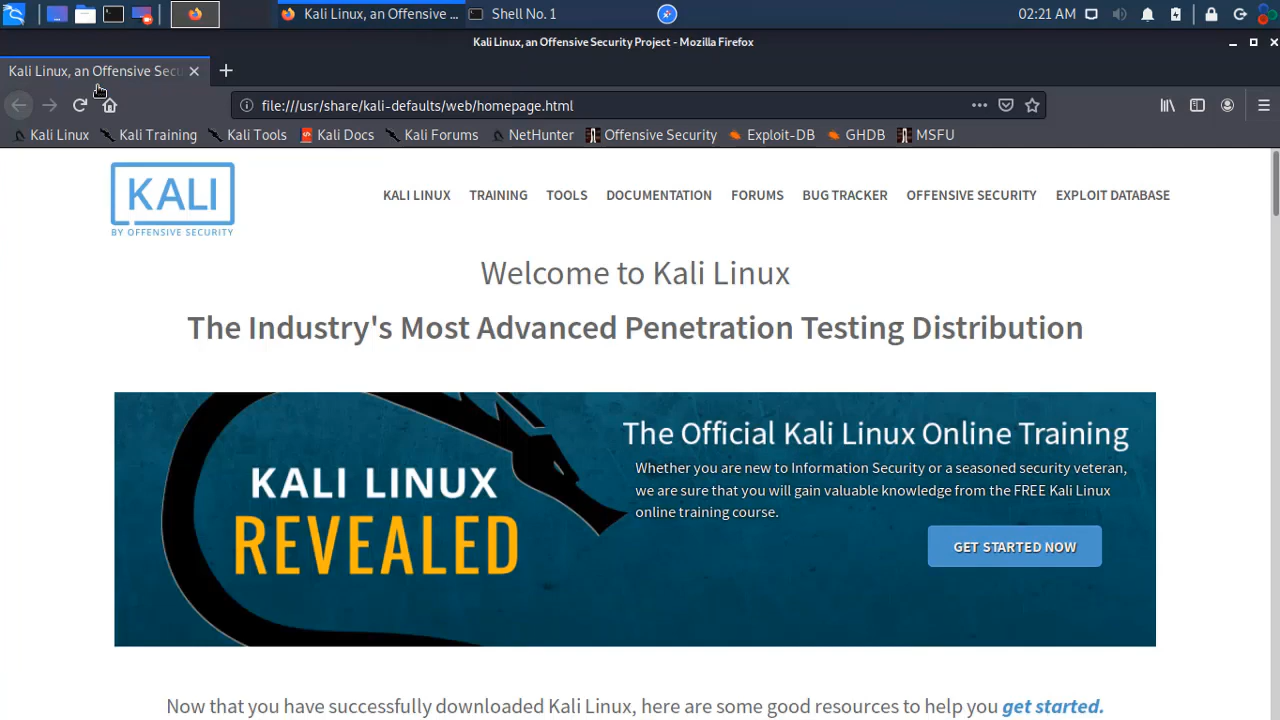 Kali Linux, an Offensive ...
Shell No. 1
02:21 AM
Kali Linux, an Offensive Security Project - Mozilla Firefox
Kali Linux, an Offensive Secu
file:///usr/share/kali-defaults/web/homepage.html
Kali Linux
Kali Training
Kali Tools
Kali Docs
Kali Forums
NetHunter
Offensive Security
Exploit-DB
GHDB
MSFU
KALI
BY OFFENSIVE SECURITY
KALI LINUX
TRAINING
TOOLS
DOCUMENTATION
FORUMS
BUG TRACKER
OFFENSIVE SECURITY
EXPLOIT DATABASE
Welcome to Kali Linux
The Industry's Most Advanced Penetration Testing Distribution
KALI LINUX
REVEALED
The Official Kali Linux Online Training
Whether you are new to Information Security or a seasoned security veteran,
we are sure that you will gain valuable knowledge from the FREE Kali Linux
online training course.
GET STARTED NOW
Now that you have successfully downloaded Kali Linux, here are some good resources to help you get started.